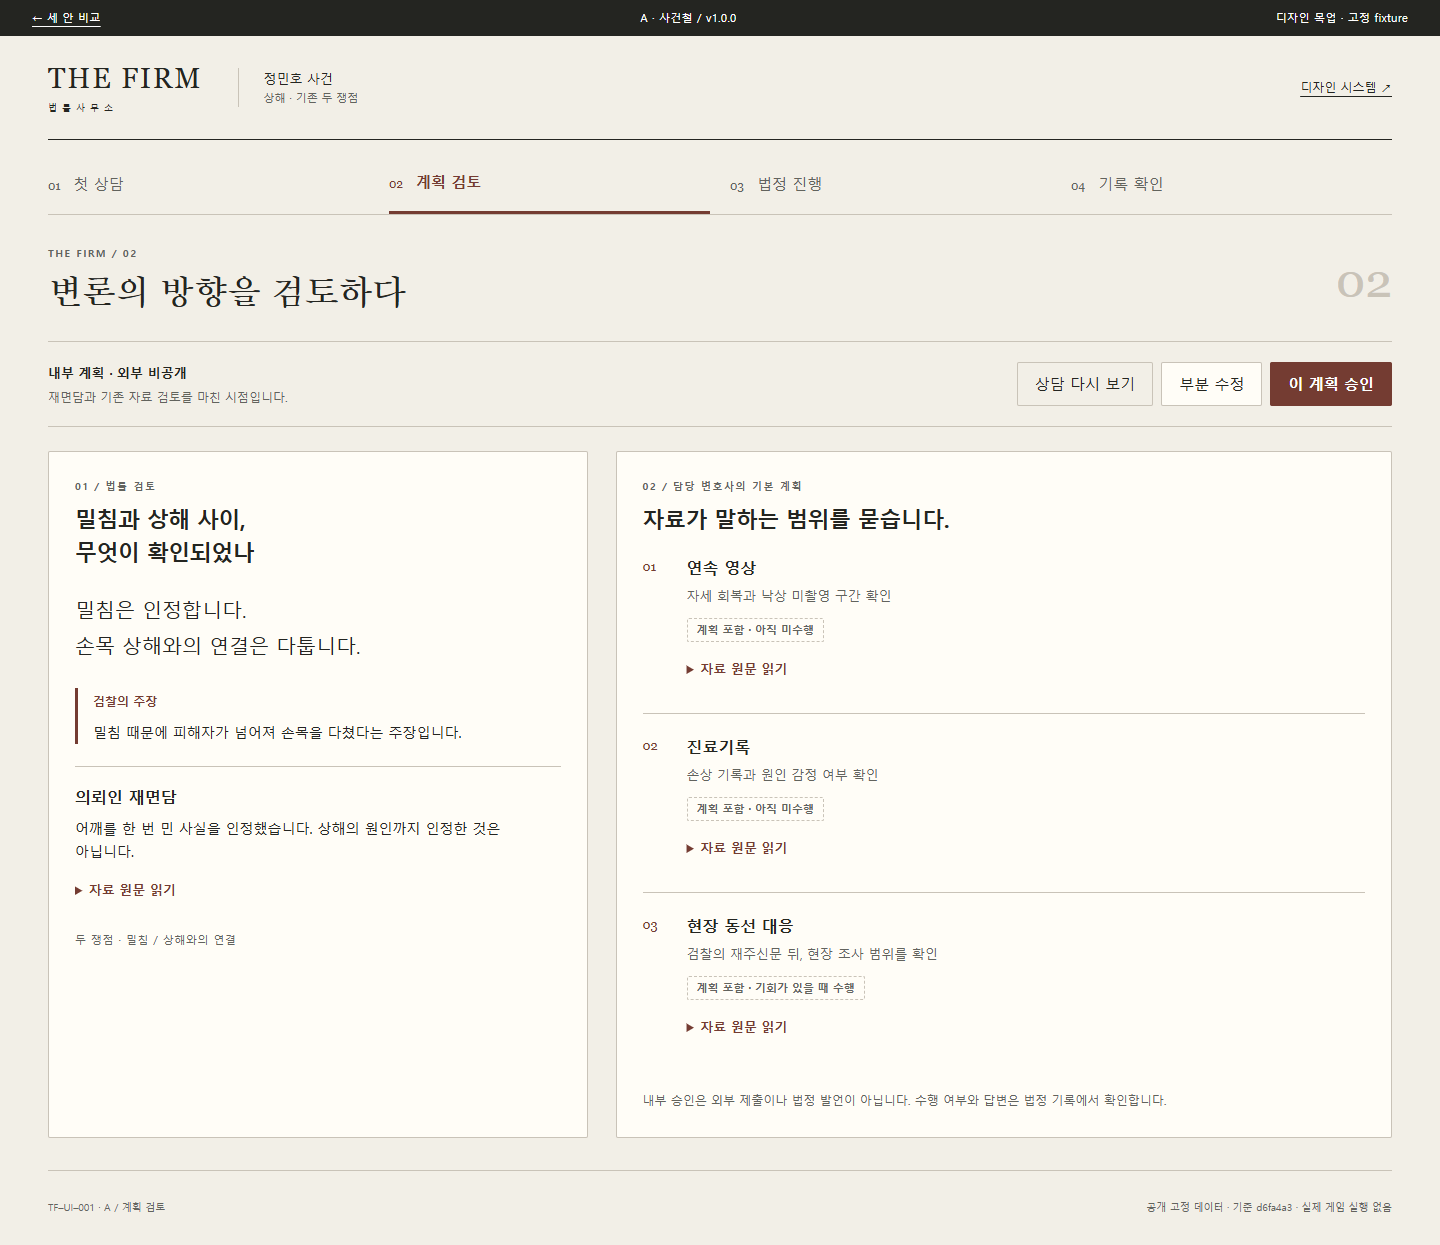 ← 세 안 비교
A · 사건철 / v1.0.0
디자인 목업 · 고정 fixture
THE FIRM
법률사무소
정민호 사건
상해 · 기존 두 쟁점
디자인 시스템 ↗
01 첫 상담
02 계획 검토
03 법정 진행
04 기록 확인
THE FIRM / 02
변론의 방향을 검토하다
02
내부 계획 · 외부 비공개
재면담과 기존 자료 검토를 마친 시점입니다.
상담 다시 보기
부분 수정
이 계획 승인
01 / 법률 검토
밀침과 상해 사이,
무엇이 확인되었나
밀침은 인정합니다.
손목 상해와의 연결은 다툽니다.
검찰의 주장
밀침 때문에 피해자가 넘어져 손목을 다쳤다는 주장입니다.
의뢰인 재면담
어깨를 한 번 민 사실을 인정했습니다. 상해의 원인까지 인정한 것은
아닙니다.
▶ 자료 원문 읽기
두 쟁점 · 밀침 / 상해와의 연결
02 / 담당 변호사의 기본 계획
자료가 말하는 범위를 묻습니다.
01 연속 영상
자세 회복과 낙상 미촬영 구간 확인
계획 포함 · 아직 미수행
▶ 자료 원문 읽기
02 진료기록
손상 기록과 원인 감정 여부 확인
계획 포함 · 아직 미수행
▶ 자료 원문 읽기
03 현장 동선 대응
검찰의 재주신문 뒤, 현장 조사 범위를 확인
계획 포함 · 기회가 있을 때 수행
▶ 자료 원문 읽기
내부 승인은 외부 제출이나 법정 발언이 아닙니다. 수행 여부와 답변은 법정 기록에서 확인합니다.
TF-UI-001 · A / 계획 검토
공개 고정 데이터 · 기준 d6fa4a3 · 실제 게임 실행 없음